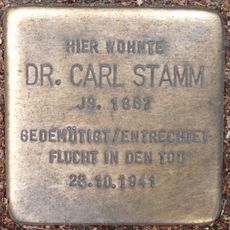 HIER WOHNTE
DR. CARL STAMM
JG. 1867
GEDEMÜTIGT/ENTRECHTET
FLUCHT IN DEN TOD
28.10.1941